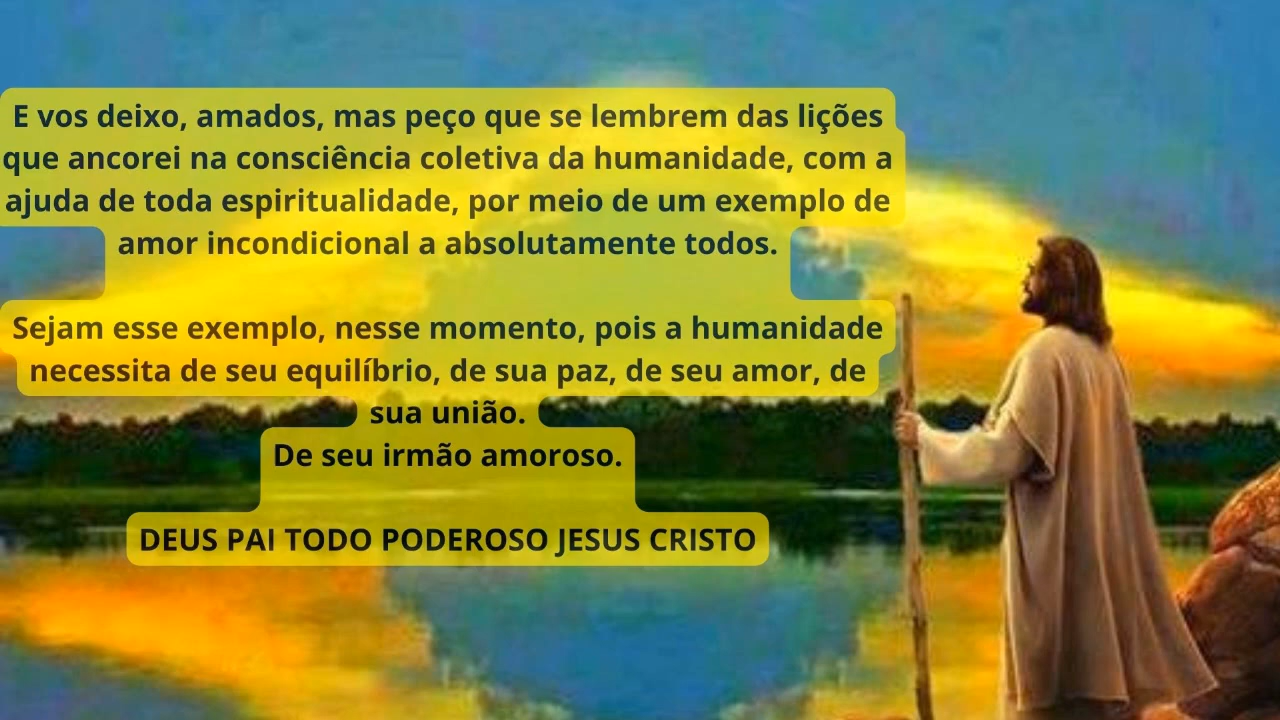 E vos deixo, amados, mas peço que se lembrem das lições
que ancorei na consciência coletiva da humanidade, com a
ajuda de toda espiritualidade, por meio de um exemplo de
amor incondicional a absolutamente todos.
Sejam esse exemplo, nesse momento, pois a humanidade
necessita de seu equilíbrio, de sua paz, de seu amor, de
sua união.
De seu irmão amoroso.
DEUS PAI TODO PODEROSO JESUS CRISTO